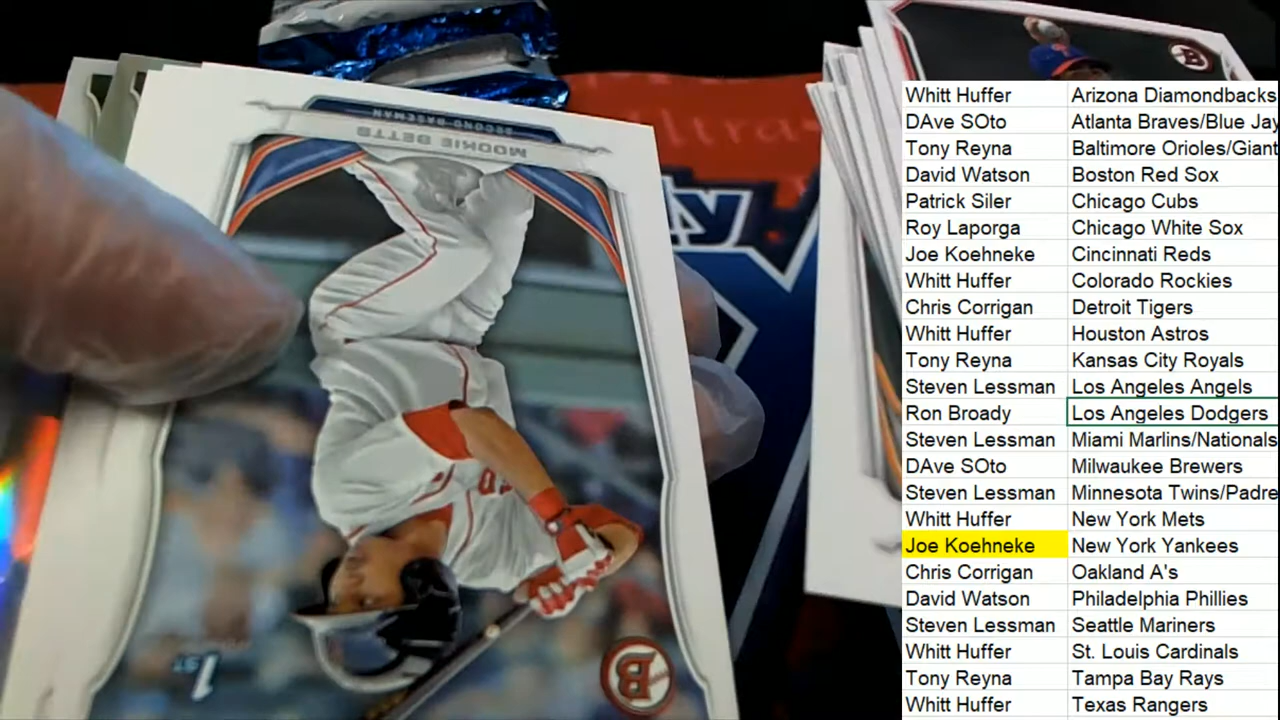 SECOND BASEMAN
MOOKIE BETTS
1ST
B
B
Ultra
Whitt Huffer Arizona Diamondbacks
DAve SOto Atlanta Braves/Blue Jay
Tony Reyna Baltimore Orioles/Giant
David Watson Boston Red Sox
Patrick Siler Chicago Cubs
Roy Laporga Chicago White Sox
Joe Koehneke Cincinnati Reds
Whitt Huffer Colorado Rockies
Chris Corrigan Detroit Tigers
Whitt Huffer Houston Astros
Tony Reyna Kansas City Royals
Steven Lessman Los Angeles Angels
Ron Broady Los Angeles Dodgers
Steven Lessman Miami Marlins/Nationals
DAve SOto Milwaukee Brewers
Steven Lessman Minnesota Twins/Padre
Whitt Huffer New York Mets
Joe Koehneke New York Yankees
Chris Corrigan Oakland A's
David Watson Philadelphia Phillies
Steven Lessman Seattle Mariners
Whitt Huffer St. Louis Cardinals
Tony Reyna Tampa Bay Rays
Whitt Huffer Texas Rangers